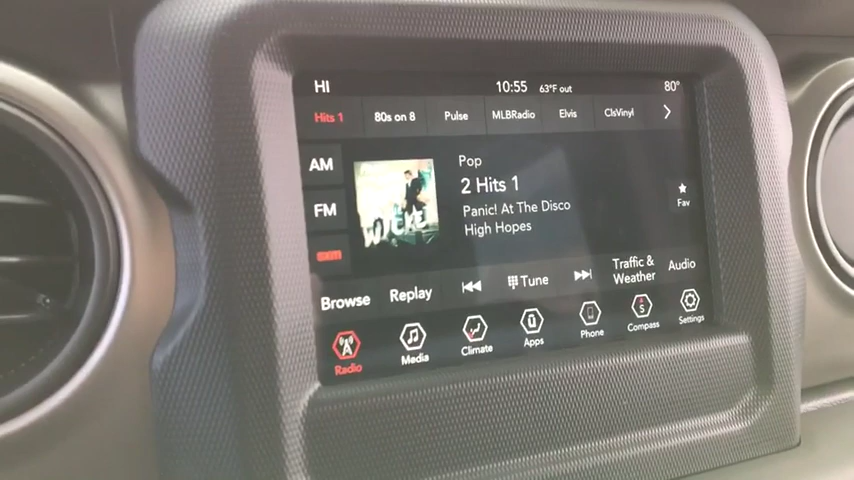 HI 10:55 63°F out 80°
Hits 1 80s on 8 Pulse MLBRadio Elvis ClsVinyl
AM
FM
SXM
Pop
2 Hits 1
Panic! At The Disco
High Hopes
Fav
Browse Replay Tune Traffic & Weather Audio
Radio Media Climate Apps Phone S Compass Settings